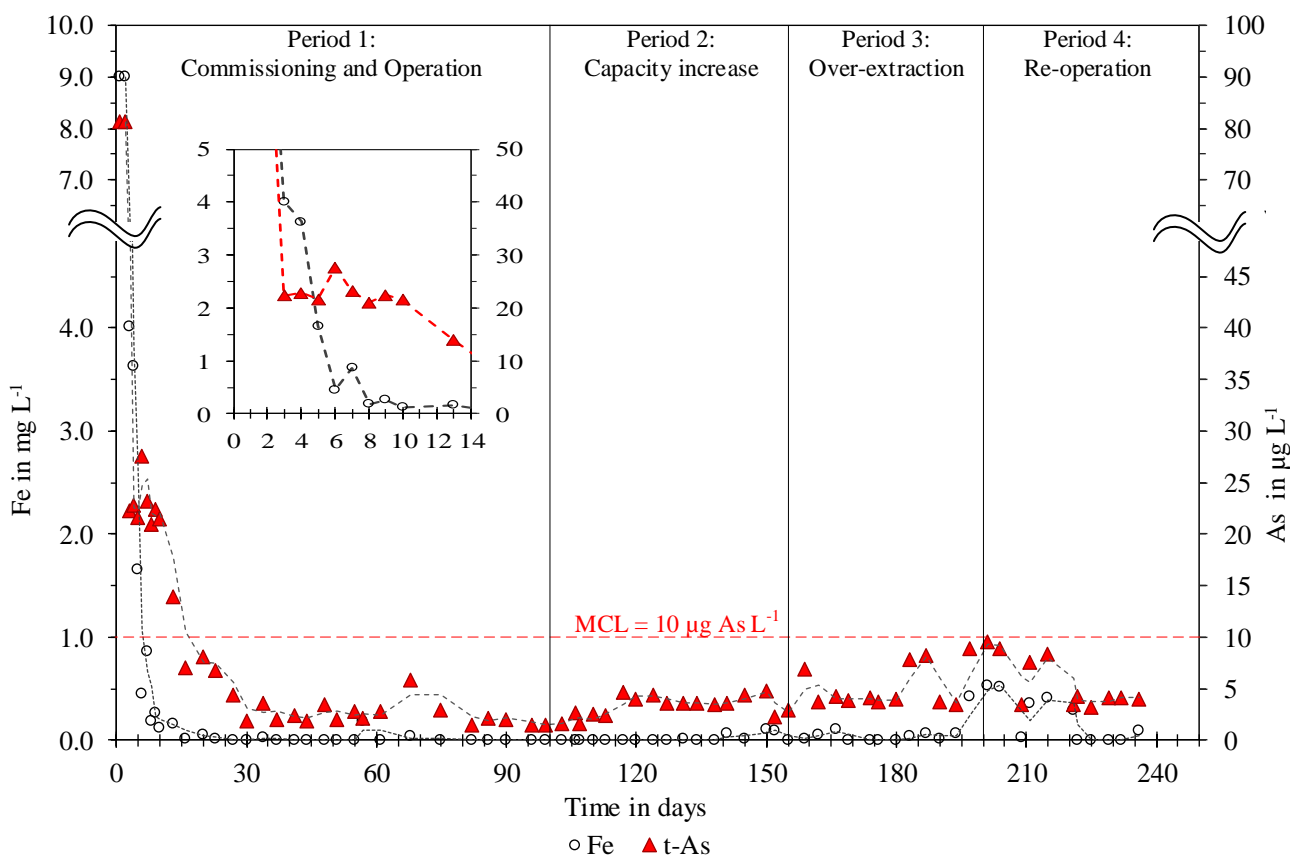 Period 1:
Commissioning and Operation
Period 2:
Capacity increase
Period 3:
Over-extraction
Period 4:
Re-operation
10.0
9.0
8.0
7.0
4.0
3.0
2.0
1.0
0.0
Fe in mg L-1
100
90
80
70
45
40
35
30
25
20
15
10
5
0
As in µg L-1
5
4
3
2
1
0
50
40
30
20
10
0
0 2 4 6 8 10 12 14
MCL = 10 µg As L-1
0 30 60 90 120 150 180 210 240
Time in days
Fe t-As